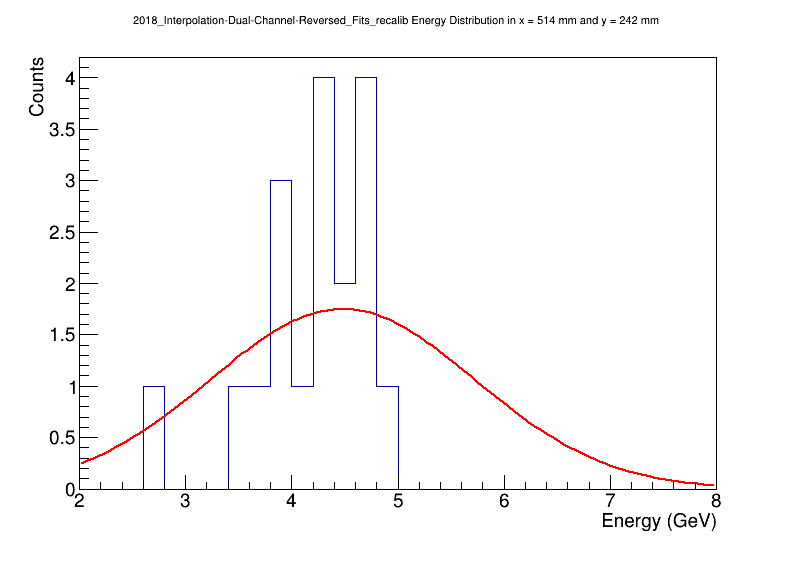 2018_Interpolation-Dual-Channel-Reversed_Fits_recalib Energy Distribution in x = 514 mm and y = 242 mm
Counts
4
3.5
3
2.5
2
1.5
1
0.5
0
2 3 4 5 6 7 8
Energy (GeV)